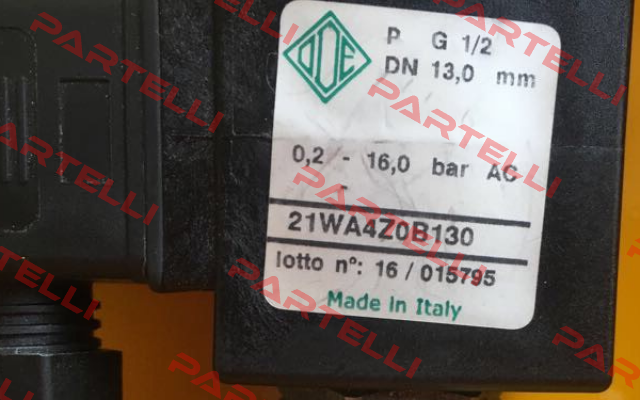 ODE
P G 1/2
DN 13,0 mm
0,2 - 16,0 bar AC
-
21WA4Z0B130
lotto n°: 16 / 015795
Made in Italy
PARTELLI
PARTELLI
PARTELLI
PARTELLI
PARTELLI
PARTELLI
PARTELLI